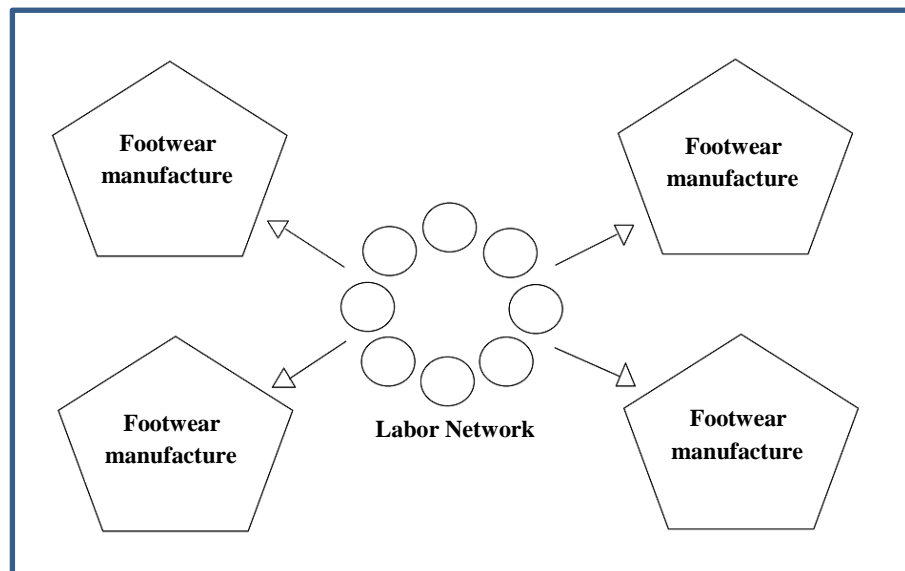 Footwear
manufacture
Footwear
manufacture
Labor Network
Footwear
manufacture
Footwear
manufacture